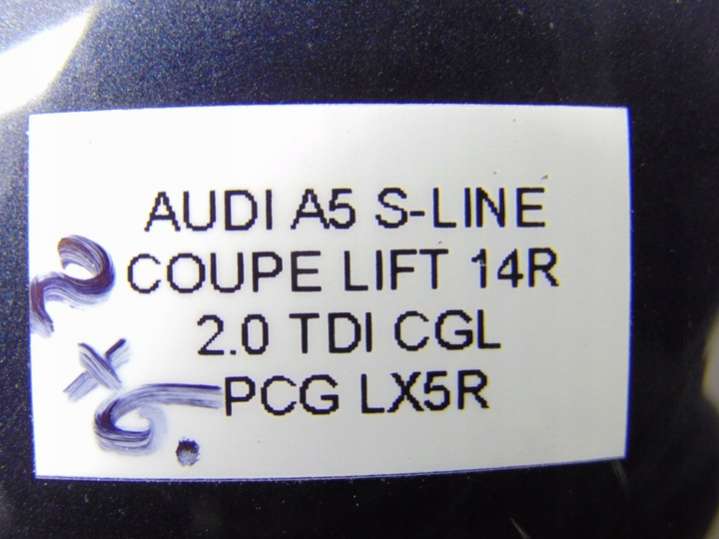 AUDI A5 S-LINE
COUPE LIFT 14R
2.0 TDI CGL
PCG LX5R